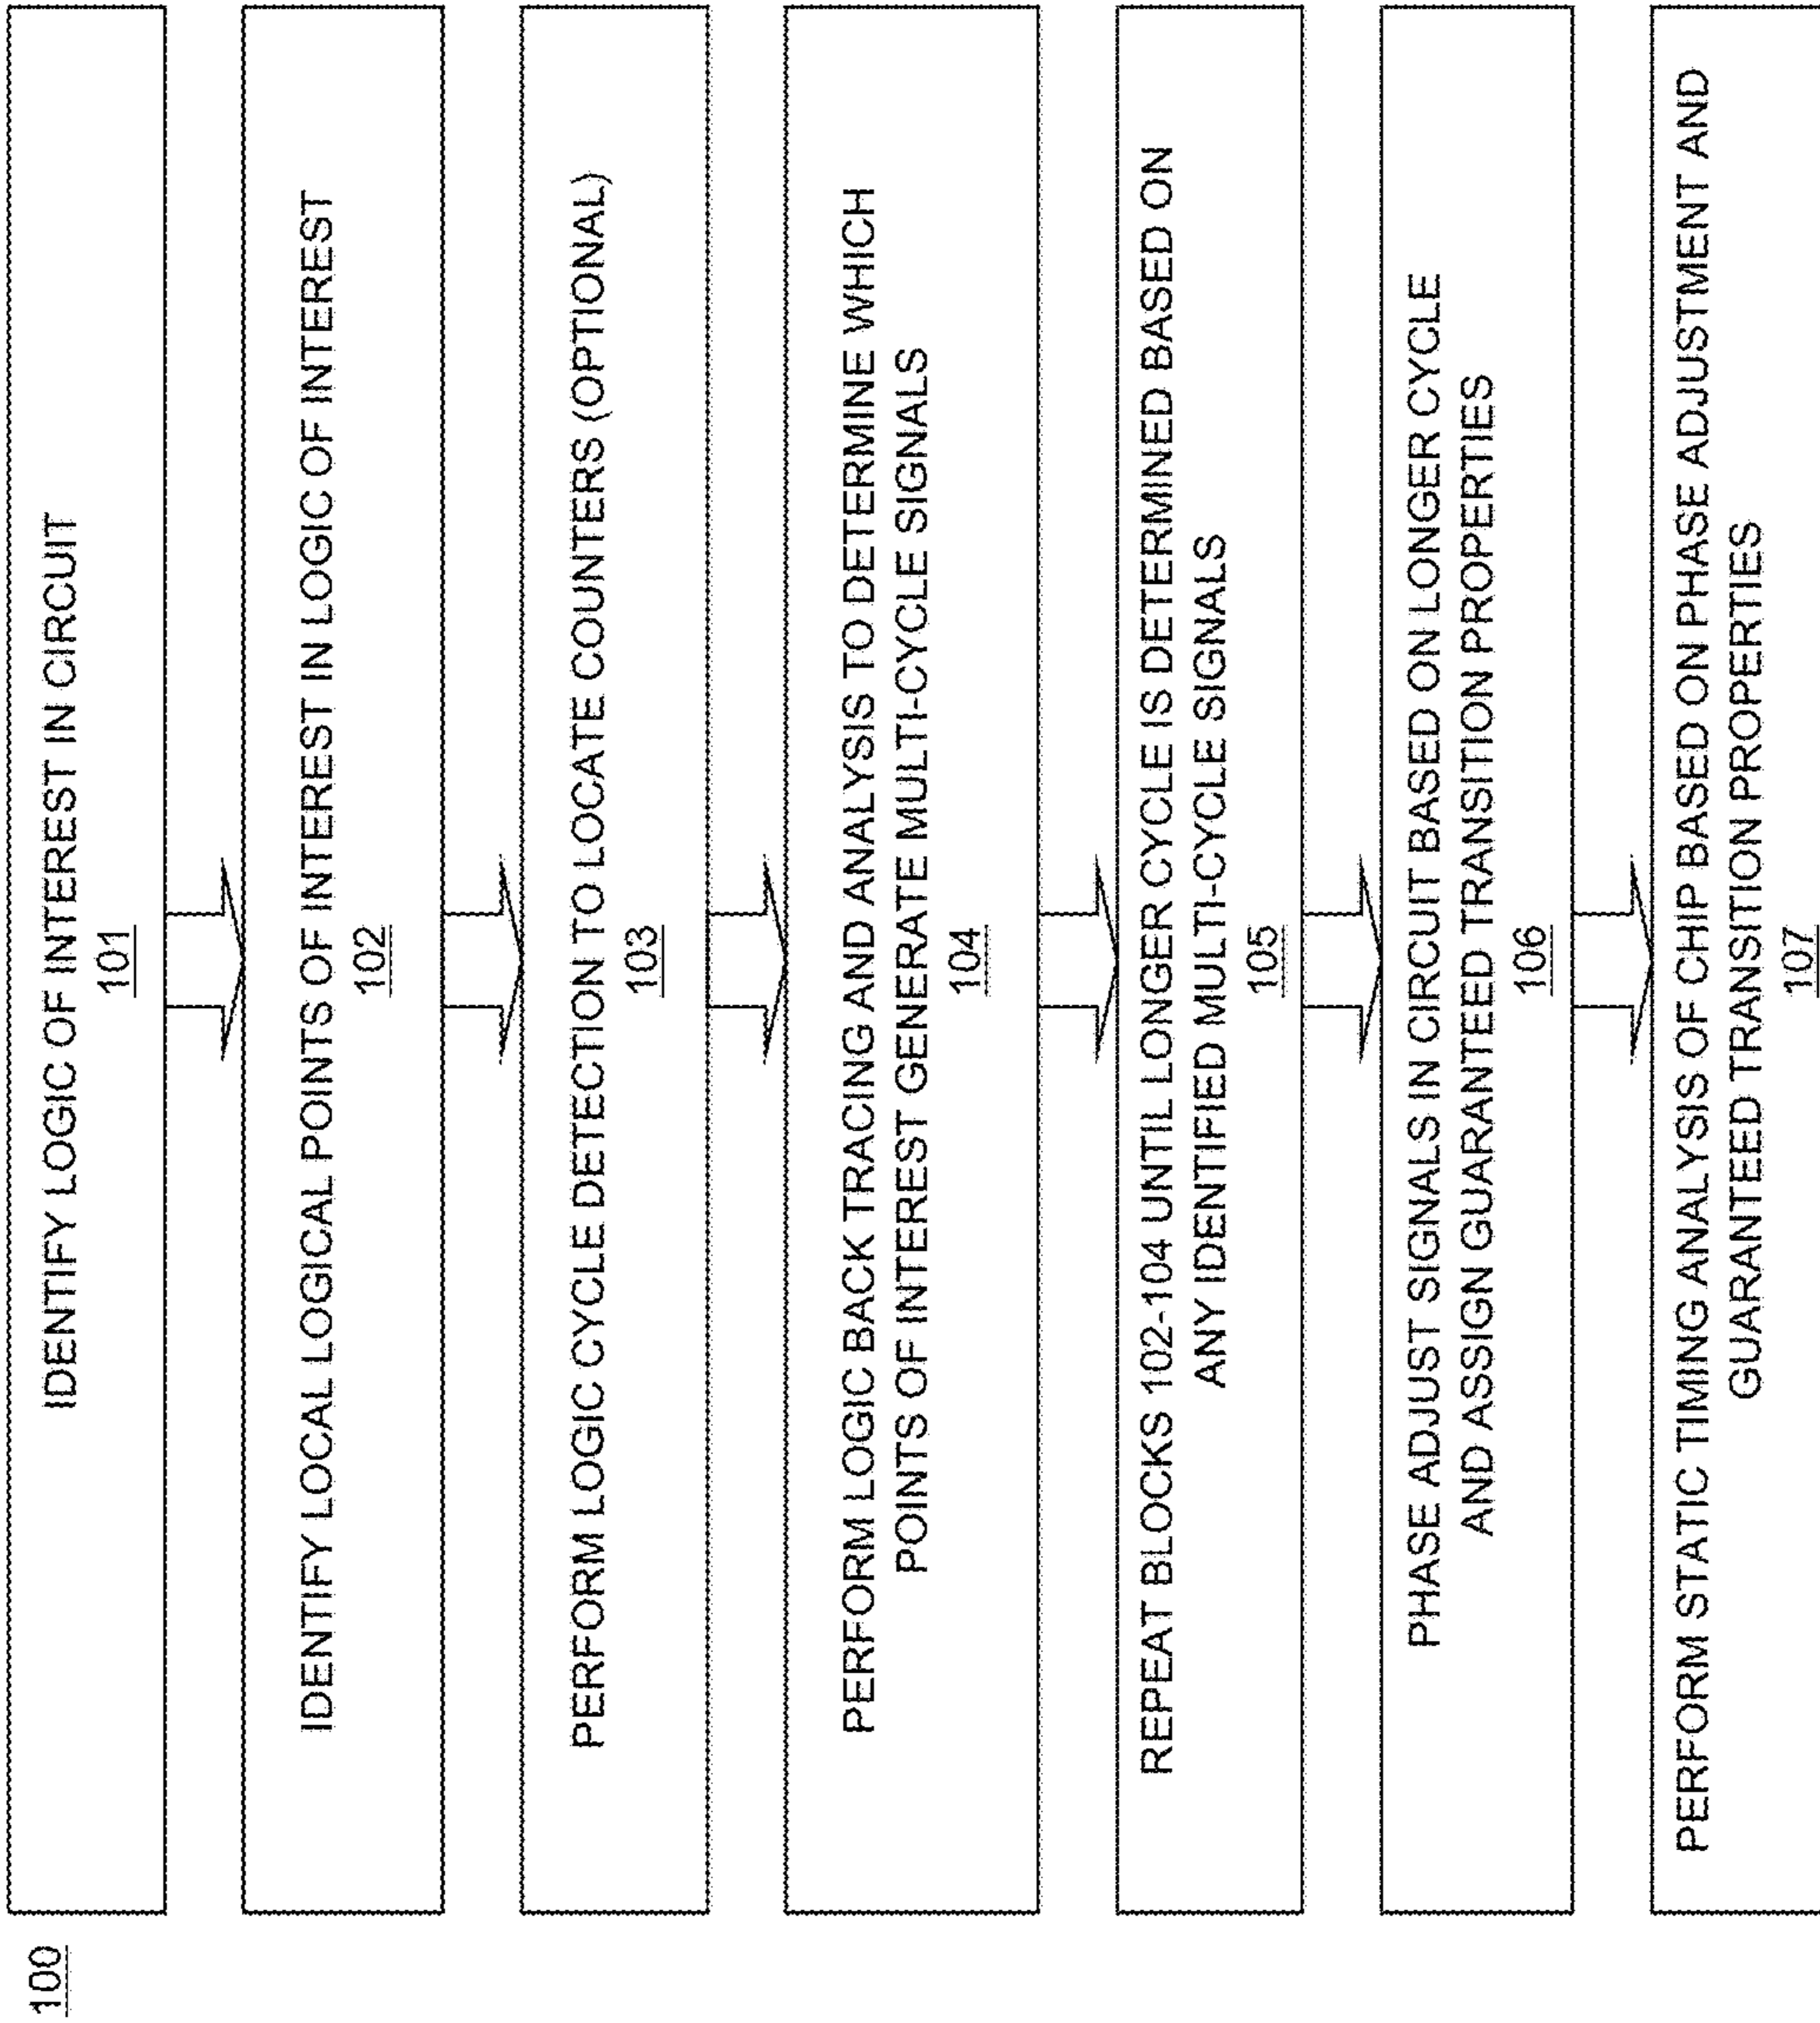 100
IDENTIFY LOGIC OF INTEREST IN CIRCUIT
101
IDENTIFY LOCAL LOGICAL POINTS OF INTEREST IN LOGIC OF INTEREST
102
PERFORM LOGIC CYCLE DETECTION TO LOCATE COUNTERS (OPTIONAL)
103
PERFORM LOGIC BACK TRACING AND ANALYSIS TO DETERMINE WHICH
POINTS OF INTEREST GENERATE MULTI-CYCLE SIGNALS
104
REPEAT BLOCKS 102-104 UNTIL LONGER CYCLE IS DETERMINED BASED ON
ANY IDENTIFIED MULTI-CYCLE SIGNALS
105
PHASE ADJUST SIGNALS IN CIRCUIT BASED ON LONGER CYCLE
AND ASSIGN GUARANTEED TRANSITION PROPERTIES
106
PERFORM STATIC TIMING ANALYSIS OF CHIP BASED ON PHASE ADJUSTMENT AND
GUARANTEED TRANSITION PROPERTIES
107